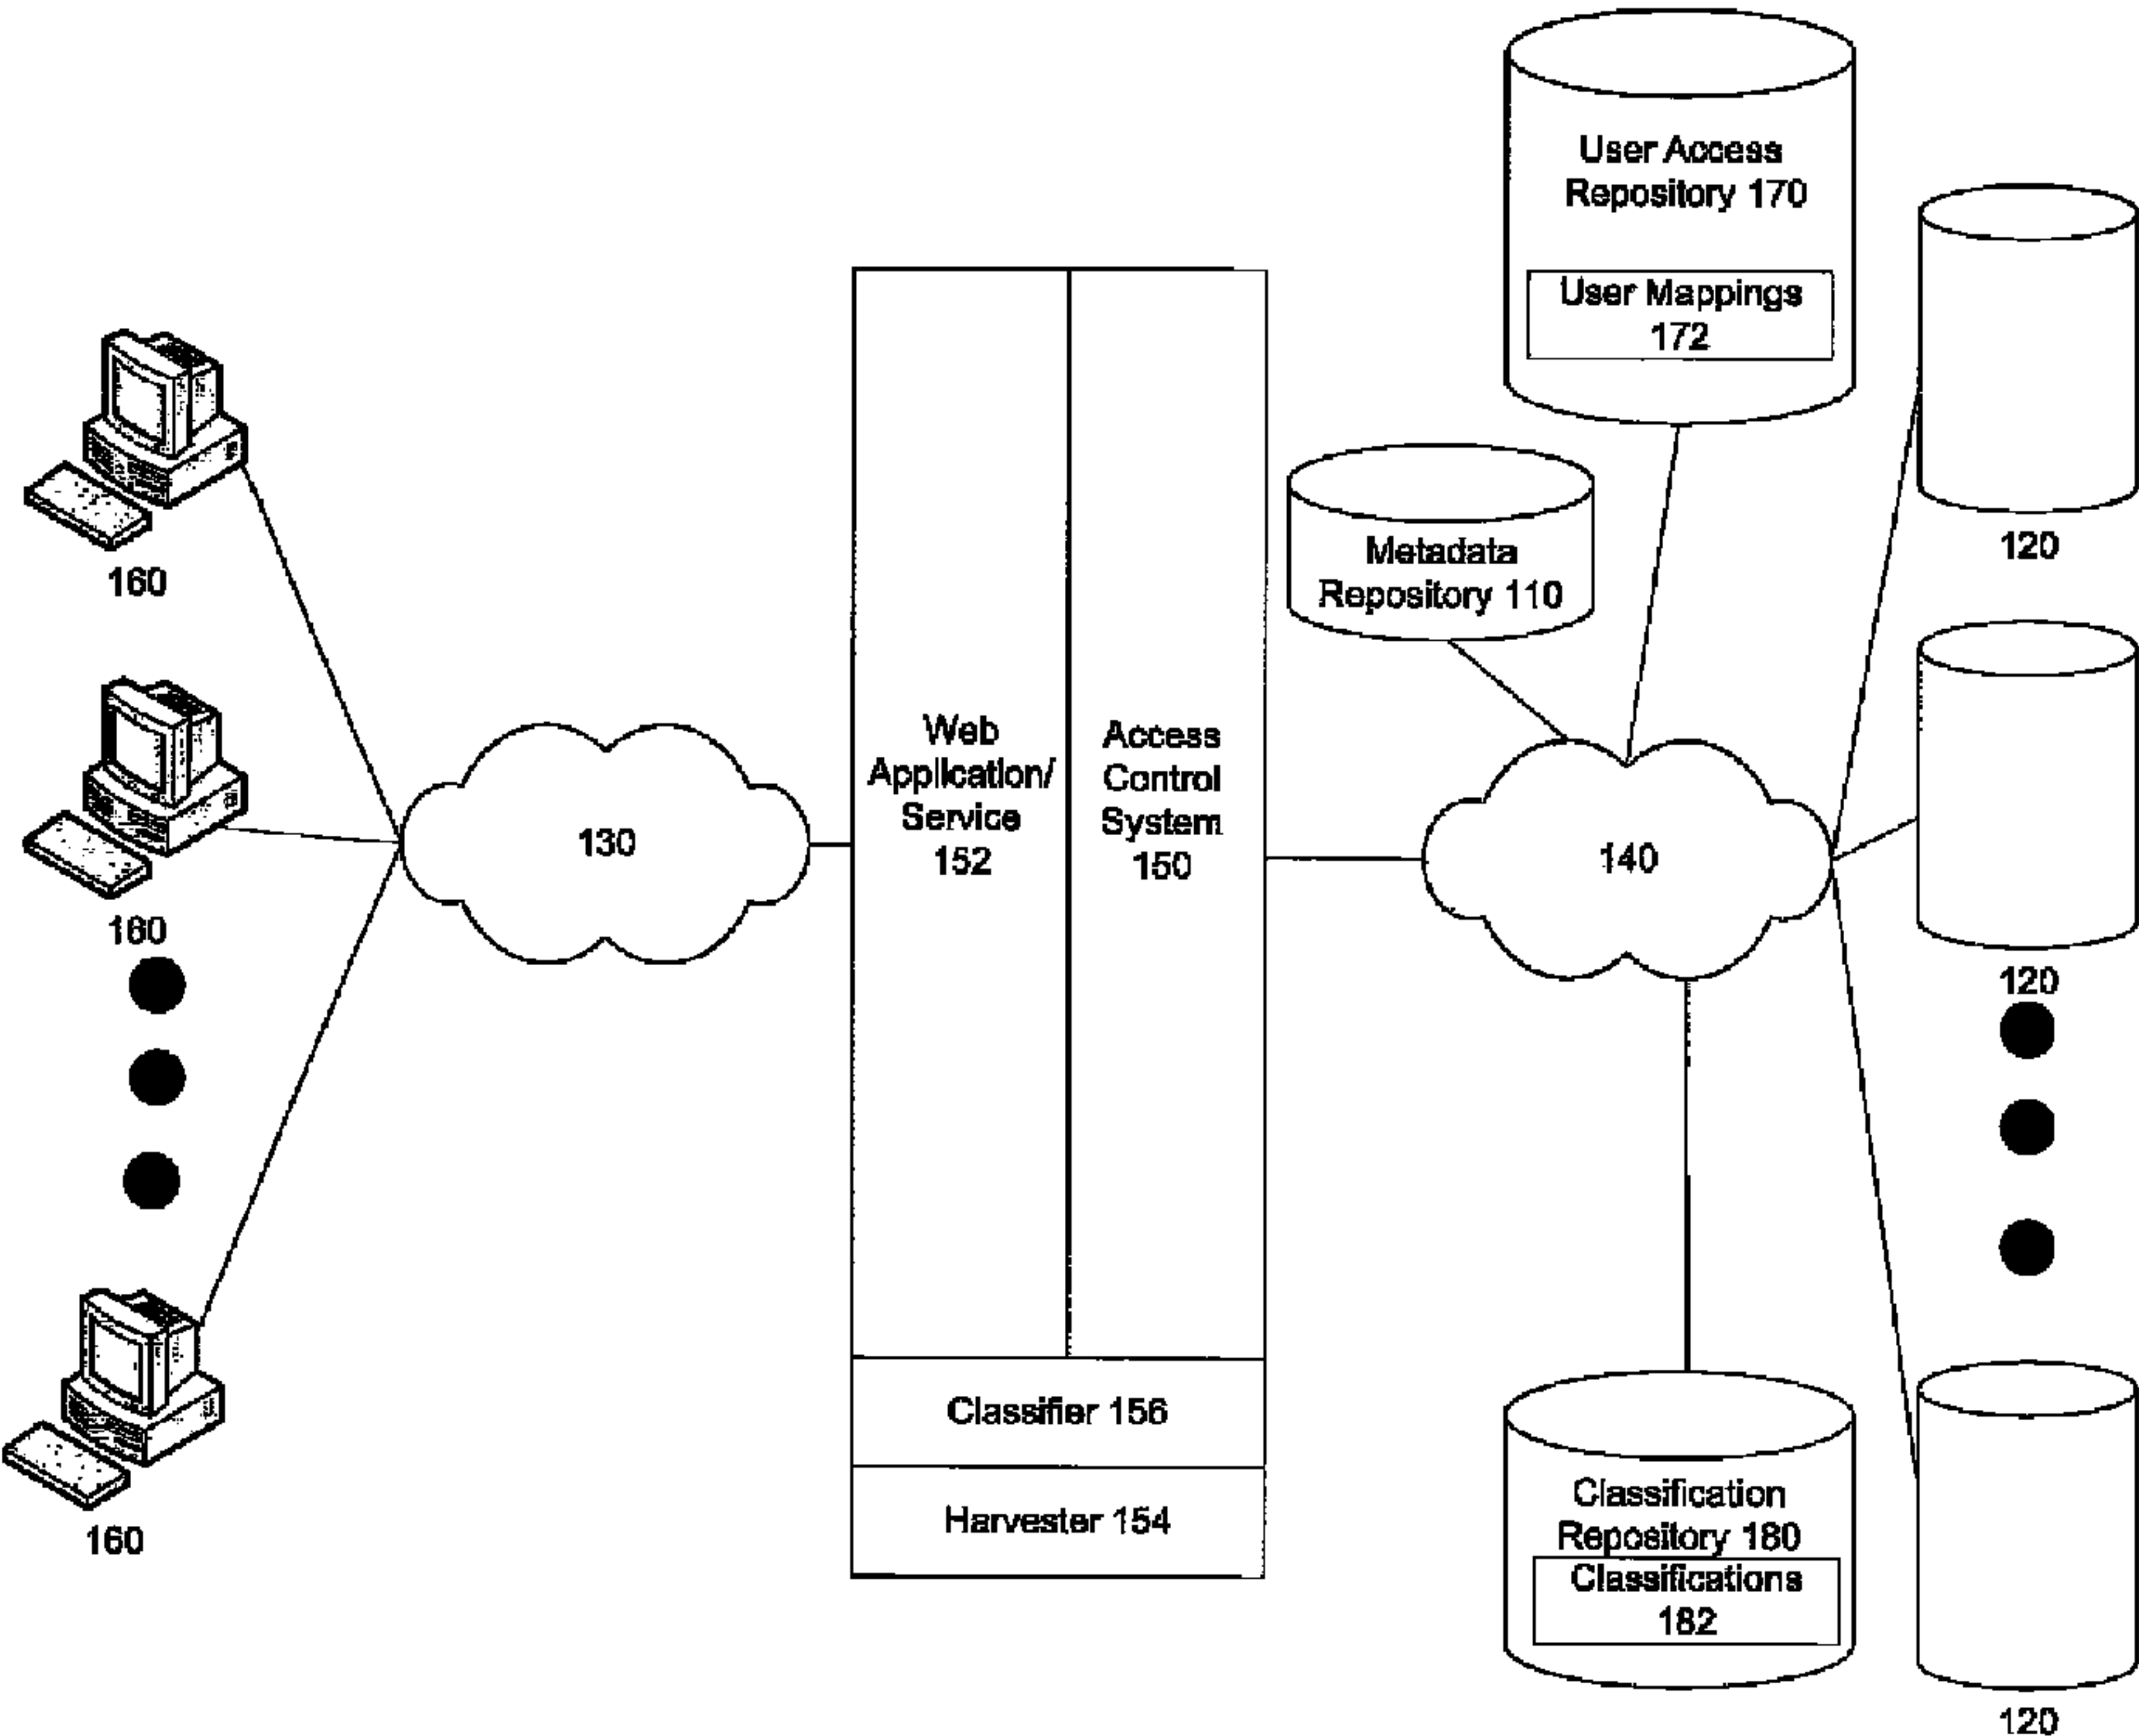 User Access
Repository 170
User Mappings
172
120
Metadata
Repository 110
160
120
Web
Application/
Service
152
Access
Control
System
150
130
140
160
Classifier 156
Harvester 154
160
Classification
Repository 180
Classifications
182
120